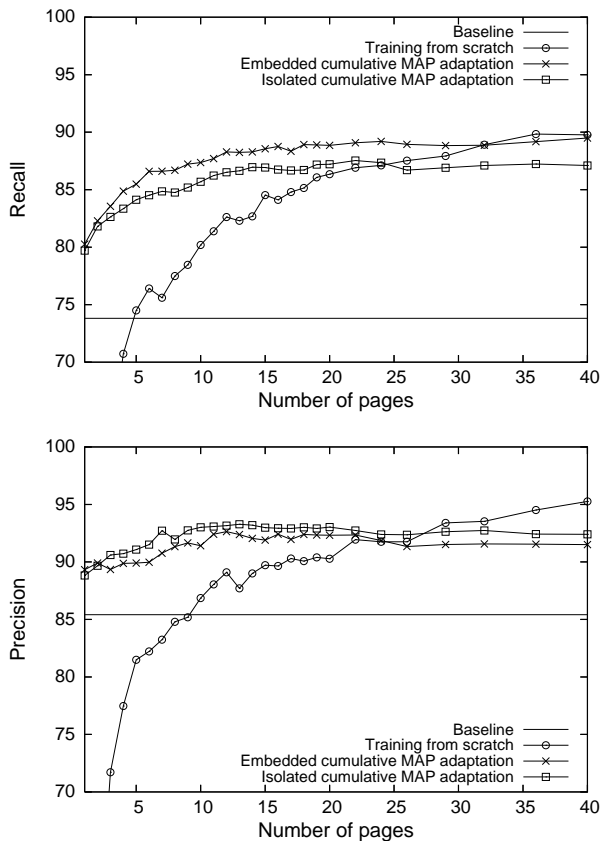 Baseline
Training from scratch
Embedded cumulative MAP adaptation
Isolated cumulative MAP adaptation
100
95
90
85
80
75
70
Recall
5 10 15 20 25 30 35 40
Number of pages
100
95
90
85
80
75
70
Precision
Baseline
Training from scratch
Embedded cumulative MAP adaptation
Isolated cumulative MAP adaptation
5 10 15 20 25 30 35 40
Number of pages